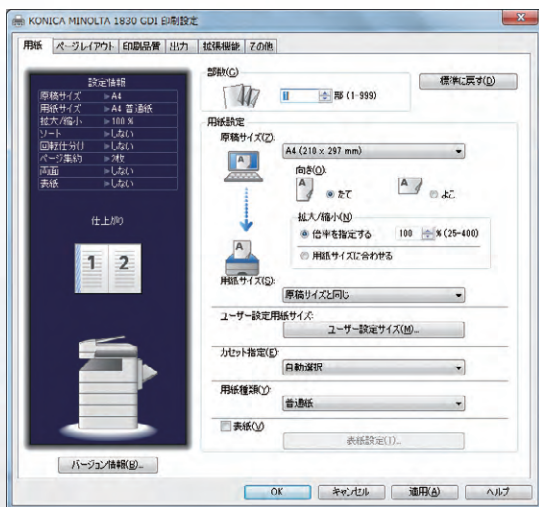 KONICA MINOLTA 1830 GDI 印刷設定
用紙 ページレイアウト 印刷品質 出力 拡張機能 その他
設定情報
原稿サイズ ▷A4
用紙サイズ ▷A4 普通紙
拡大/縮小 ▷100 %
ソート ▷しない
回転仕分け ▷しない
ページ集約 ▷2枚
両面 ▷しない
表紙 ▷しない
仕上がり
1 2
バージョン情報(B)...
部数(C)
1 部 (1-999)
標準に戻す(D)
用紙設定
原稿サイズ(Z):
A4 (210 x 297 mm)
向き(O):
A たて A よこ
拡大/縮小(N)
倍率を指定する 100 % (25-400)
用紙サイズに合わせる
A
A
用紙サイズ(S):
原稿サイズと同じ
ユーザー設定用紙サイズ:
ユーザー設定サイズ(M)...
カセット指定(E):
自動選択
用紙種類(Y):
普通紙
表紙(V)
表紙設定(1)...
OK キャンセル 適用(A) ヘルプ